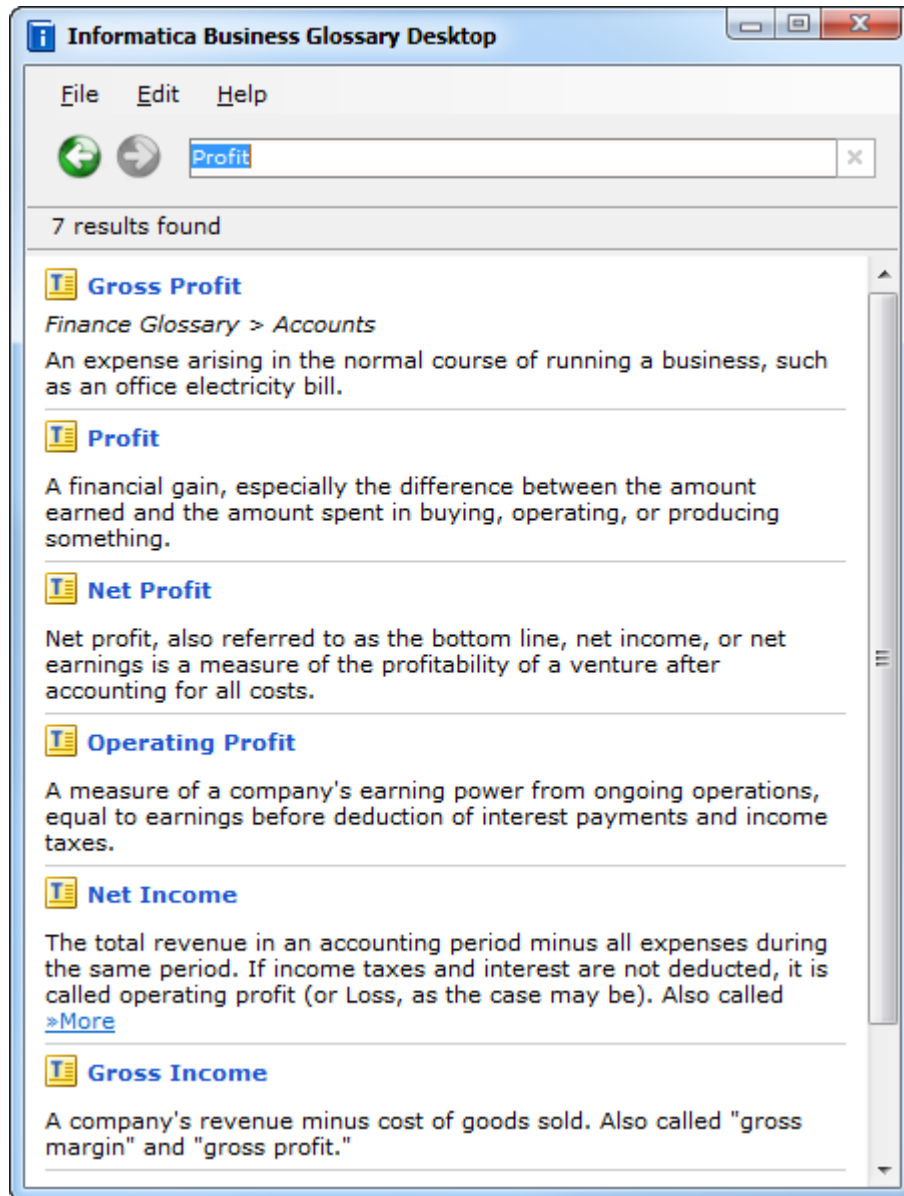 Informatica Business Glossary Desktop
File Edit Help
Profit
7 results found
Gross Profit
Finance Glossary > Accounts
An expense arising in the normal course of running a business, such
as an office electricity bill.
Profit
A financial gain, especially the difference between the amount
earned and the amount spent in buying, operating, or producing
something.
Net Profit
Net profit, also referred to as the bottom line, net income, or net
earnings is a measure of the profitability of a venture after
accounting for all costs.
Operating Profit
A measure of a company's earning power from ongoing operations,
equal to earnings before deduction of interest payments and income
taxes.
Net Income
The total revenue in an accounting period minus all expenses during
the same period. If income taxes and interest are not deducted, it is
called operating profit (or Loss, as the case may be). Also called
»More
Gross Income
A company's revenue minus cost of goods sold. Also called "gross
margin" and "gross profit."